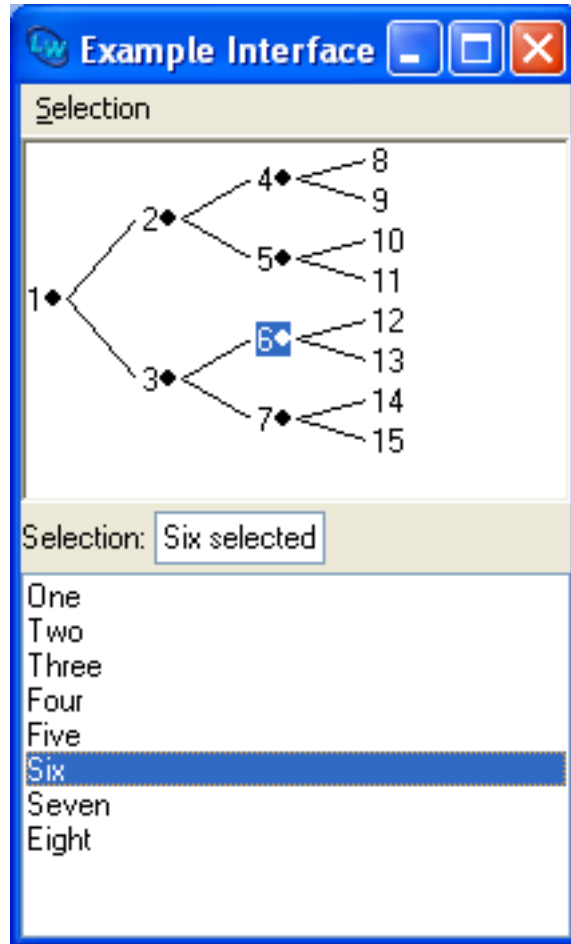 LW Example Interface
Selection
8
4
9
2
10
5
11
1
12
6
13
3
14
7
15
Selection: Six selected
One
Two
Three
Four
Five
Six
Seven
Eight